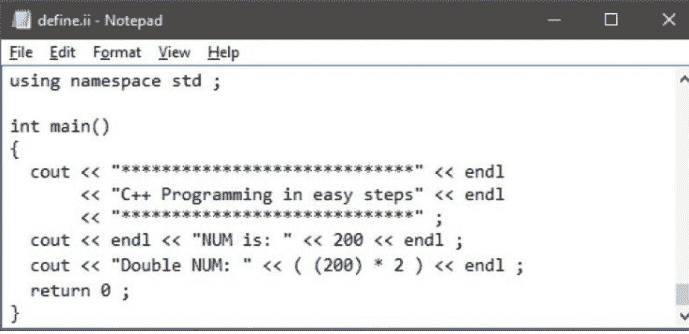 define.ii - Notepad
File Edit Format View Help
using namespace std ;
int main()
{
cout << "*****************************" << endl
<< "C++ Programming in easy steps" << endl
<< "*****************************" ;
cout << endl << "NUM is: " << 200 << endl ;
cout << "Double NUM: " << ( (200) * 2 ) << endl ;
return 0 ;
}